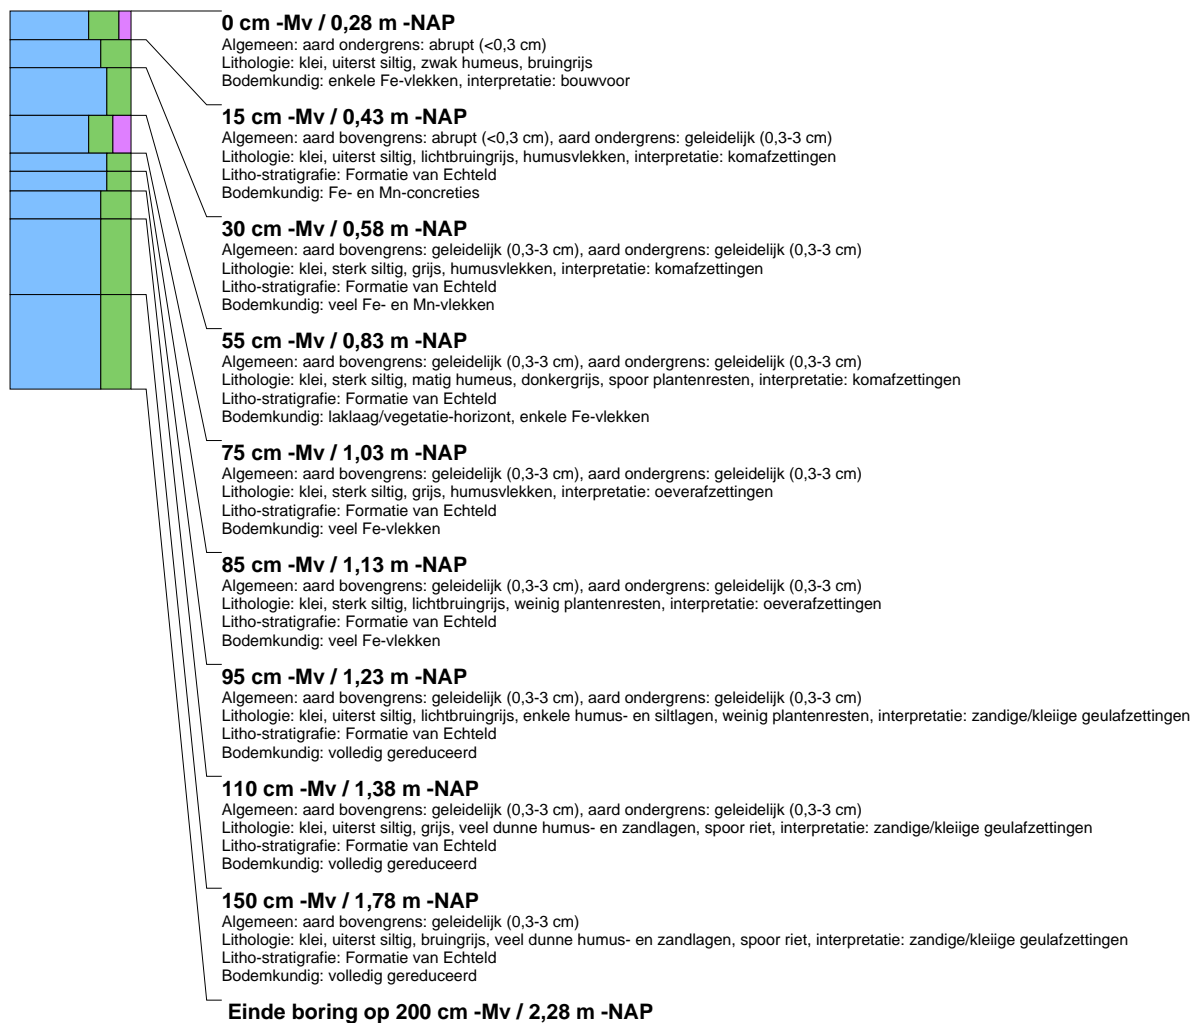 0 cm -Mv / 0,28 m -NAP
Algemeen: aard ondergrens: abrupt (<0,3 cm)
Lithologie: klei, uiterst siltig, zwak humeus, bruingrijs
Bodemkundig: enkele Fe-vlekken, interpretatie: bouwvoor
15 cm -Mv / 0,43 m -NAP
Algemeen: aard bovengrens: abrupt (<0,3 cm), aard ondergrens: geleidelijk (0,3-3 cm)
Lithologie: klei, uiterst siltig, lichtbruingrijs, humusvlekken, interpretatie: komafzettingen
Litho-stratigrafie: Formatie van Echteld
Bodemkundig: Fe- en Mn-concreties
30 cm -Mv / 0,58 m -NAP
Algemeen: aard bovengrens: geleidelijk (0,3-3 cm), aard ondergrens: geleidelijk (0,3-3 cm)
Lithologie: klei, sterk siltig, grijs, humusvlekken, interpretatie: komafzettingen
Litho-stratigrafie: Formatie van Echteld
Bodemkundig: veel Fe- en Mn-vlekken
55 cm -Mv / 0,83 m -NAP
Algemeen: aard bovengrens: geleidelijk (0,3-3 cm), aard ondergrens: geleidelijk (0,3-3 cm)
Lithologie: klei, sterk siltig, matig humeus, donkergrijs, spoor plantenresten, interpretatie: komafzettingen
Litho-stratigrafie: Formatie van Echteld
Bodemkundig: laklaag/vegetatie-horizont, enkele Fe-vlekken
75 cm -Mv / 1,03 m -NAP
Algemeen: aard bovengrens: geleidelijk (0,3-3 cm), aard ondergrens: geleidelijk (0,3-3 cm)
Lithologie: klei, sterk siltig, grijs, humusvlekken, interpretatie: oeverafzettingen
Litho-stratigrafie: Formatie van Echteld
Bodemkundig: veel Fe-vlekken
85 cm -Mv / 1,13 m -NAP
Algemeen: aard bovengrens: geleidelijk (0,3-3 cm), aard ondergrens: geleidelijk (0,3-3 cm)
Lithologie: klei, sterk siltig, lichtbruingrijs, weinig plantenresten, interpretatie: oeverafzettingen
Litho-stratigrafie: Formatie van Echteld
Bodemkundig: veel Fe-vlekken
95 cm -Mv / 1,23 m -NAP
Algemeen: aard bovengrens: geleidelijk (0,3-3 cm), aard ondergrens: geleidelijk (0,3-3 cm)
Lithologie: klei, uiterst siltig, lichtbruingrijs, enkele humus- en siltlagen, weinig plantenresten, interpretatie: zandige/kleiige geulafzettingen
Litho-stratigrafie: Formatie van Echteld
Bodemkundig: volledig gereduceerd
110 cm -Mv / 1,38 m -NAP
Algemeen: aard bovengrens: geleidelijk (0,3-3 cm), aard ondergrens: geleidelijk (0,3-3 cm)
Lithologie: klei, uiterst siltig, grijs, veel dunne humus- en zandlagen, spoor riet, interpretatie: zandige/kleiige geulafzettingen
Litho-stratigrafie: Formatie van Echteld
Bodemkundig: volledig gereduceerd
150 cm -Mv / 1,78 m -NAP
Algemeen: aard bovengrens: geleidelijk (0,3-3 cm)
Lithologie: klei, uiterst siltig, bruingrijs, veel dunne humus- en zandlagen, spoor riet, interpretatie: zandige/kleiige geulafzettingen
Litho-stratigrafie: Formatie van Echteld
Bodemkundig: volledig gereduceerd
Einde boring op 200 cm -Mv / 2,28 m -NAP